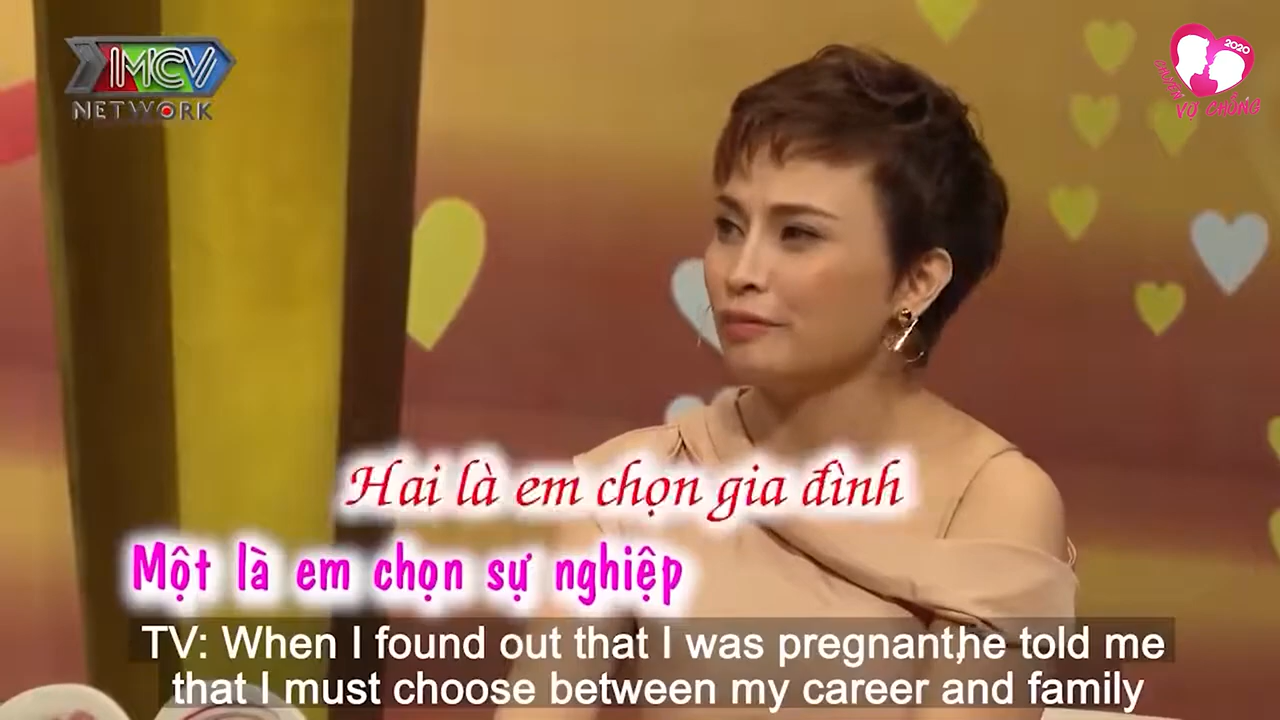 MCV
NETWORK
2020
CHUYỆN
VỢ CHỒNG
Hai là em chọn gia đình
Một là em chọn sự nghiệp
TV: When I found out that I was pregnant,he told me
that I must choose between my career and family